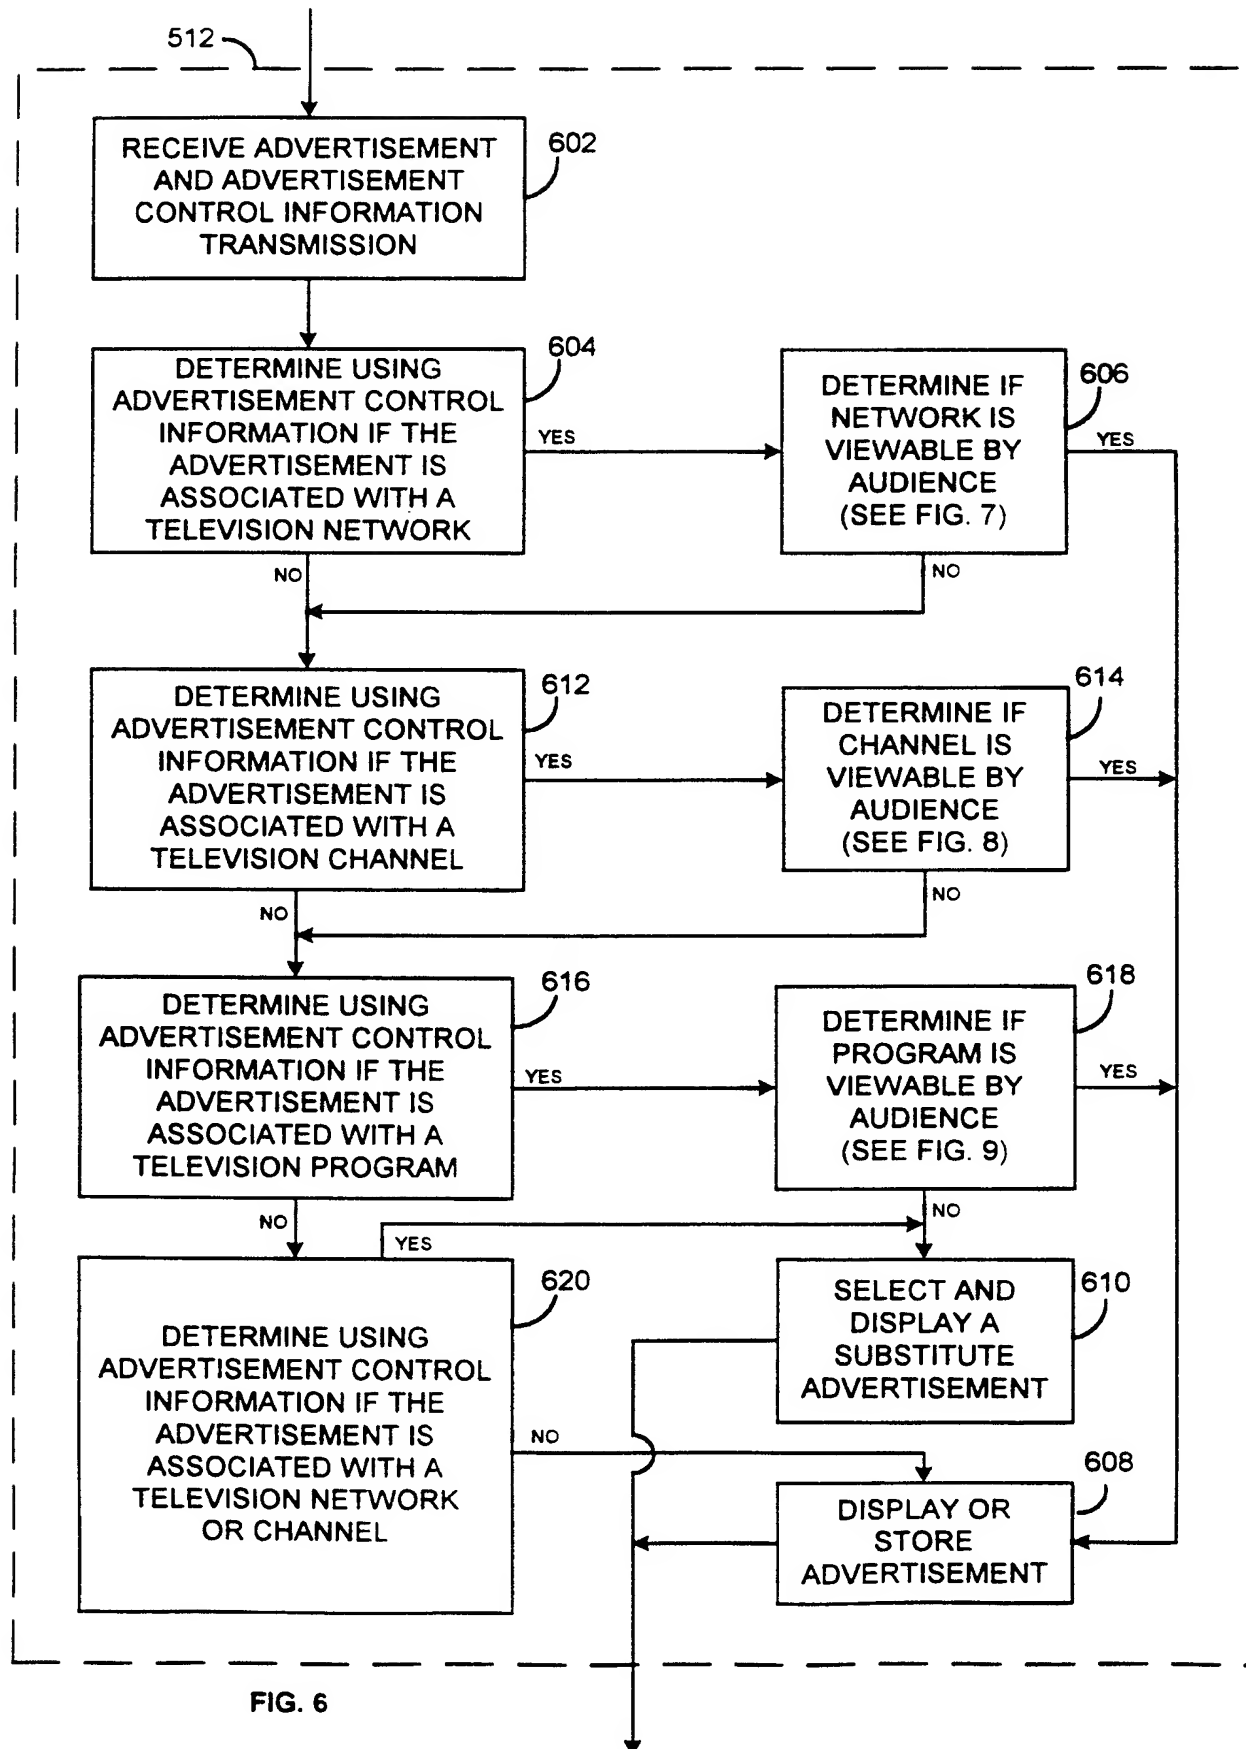 512
RECEIVE ADVERTISEMENT
AND ADVERTISEMENT
CONTROL INFORMATION
TRANSMISSION
602
DETERMINE USING
ADVERTISEMENT CONTROL
INFORMATION IF THE
ADVERTISEMENT IS
ASSOCIATED WITH A
TELEVISION NETWORK
604
YES
NO
DETERMINE IF
NETWORK IS
VIEWABLE BY
AUDIENCE
(SEE FIG. 7)
606
YES
NO
DETERMINE USING
ADVERTISEMENT CONTROL
INFORMATION IF THE
ADVERTISEMENT IS
ASSOCIATED WITH A
TELEVISION CHANNEL
612
YES
NO
DETERMINE IF
CHANNEL IS
VIEWABLE BY
AUDIENCE
(SEE FIG. 8)
614
YES
NO
DETERMINE USING
ADVERTISEMENT CONTROL
INFORMATION IF THE
ADVERTISEMENT IS
ASSOCIATED WITH A
TELEVISION PROGRAM
616
YES
NO
DETERMINE IF
PROGRAM IS
VIEWABLE BY
AUDIENCE
(SEE FIG. 9)
618
YES
NO
DETERMINE USING
ADVERTISEMENT CONTROL
INFORMATION IF THE
ADVERTISEMENT IS
ASSOCIATED WITH A
TELEVISION NETWORK
OR CHANNEL
620
YES
NO
SELECT AND
DISPLAY A
SUBSTITUTE
ADVERTISEMENT
610
DISPLAY OR
STORE
ADVERTISEMENT
608
FIG. 6